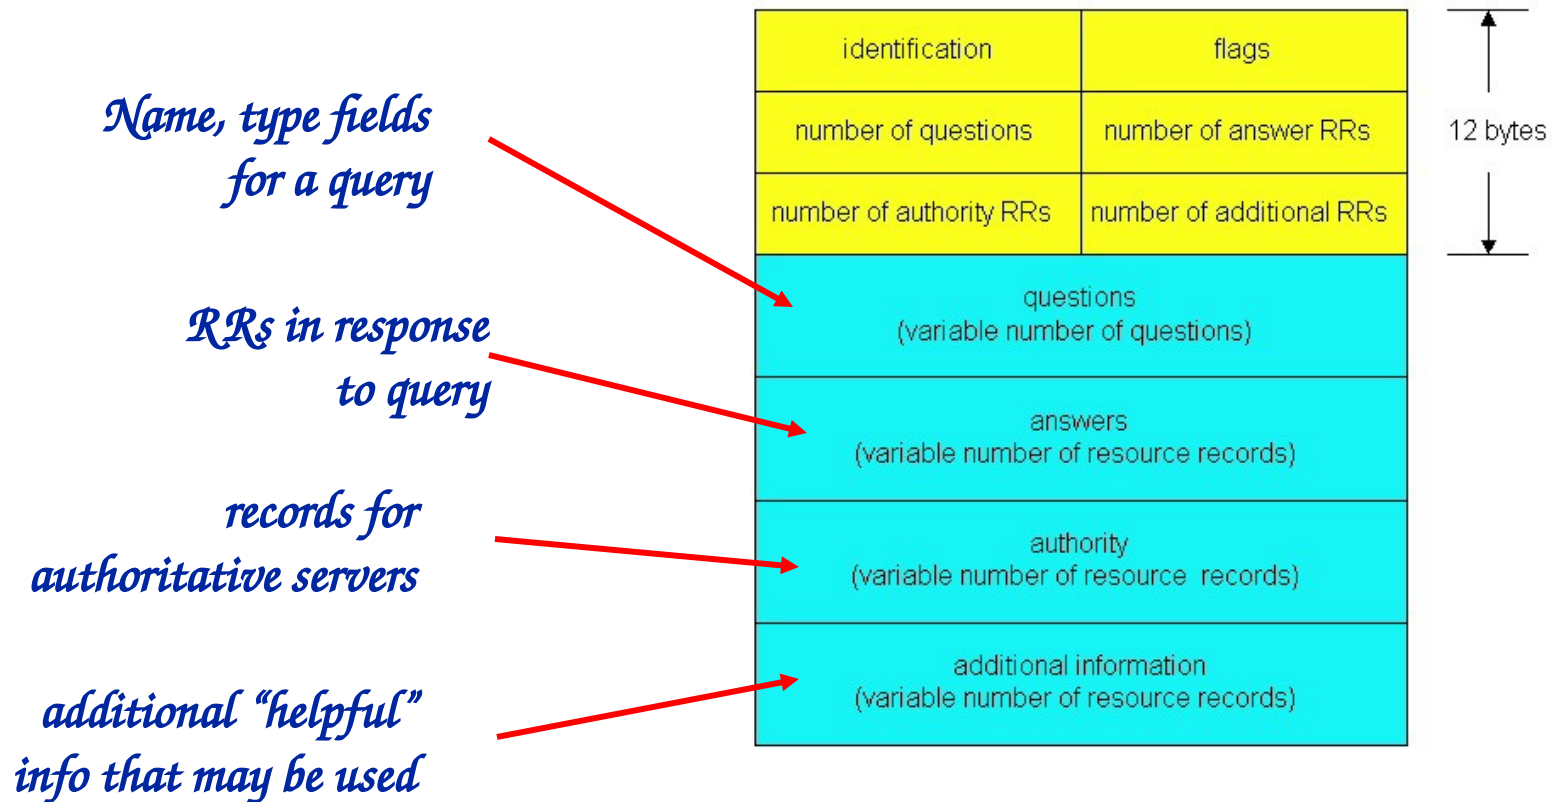 Name, type fields
for a query
RRs in response
to query
records for
authoritative servers
additional “helpful”
info that may be used
identification
flags
number of questions
number of answer RRs
number of authority RRs
number of additional RRs
12 bytes
questions
(variable number of questions)
answers
(variable number of resource records)
authority
(variable number of resource records)
additional information
(variable number of resource records)